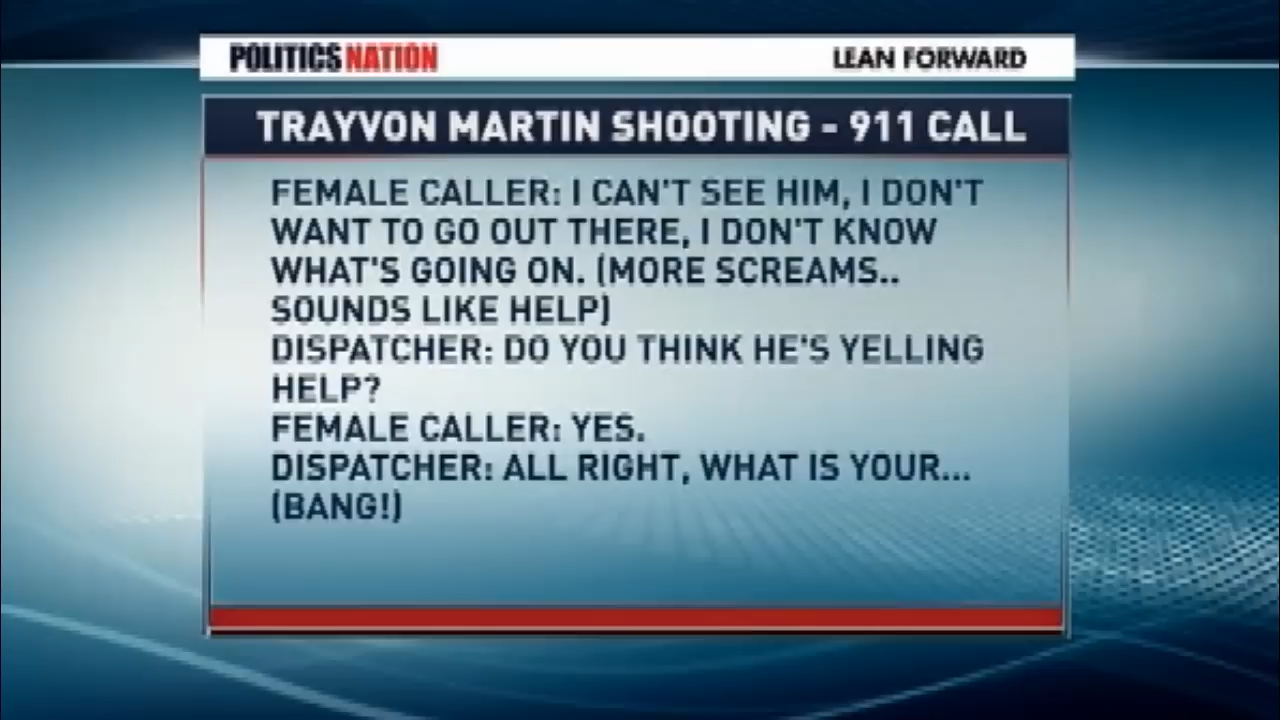 POLITICSNATION LEAN FORWARD
TRAYVON MARTIN SHOOTING - 911 CALL
FEMALE CALLER: I CAN'T SEE HIM, I DON'T
WANT TO GO OUT THERE, I DON'T KNOW
WHAT'S GOING ON. (MORE SCREAMS..
SOUNDS LIKE HELP)
DISPATCHER: DO YOU THINK HE'S YELLING
HELP?
FEMALE CALLER: YES.
DISPATCHER: ALL RIGHT, WHAT IS YOUR...
(BANG!)